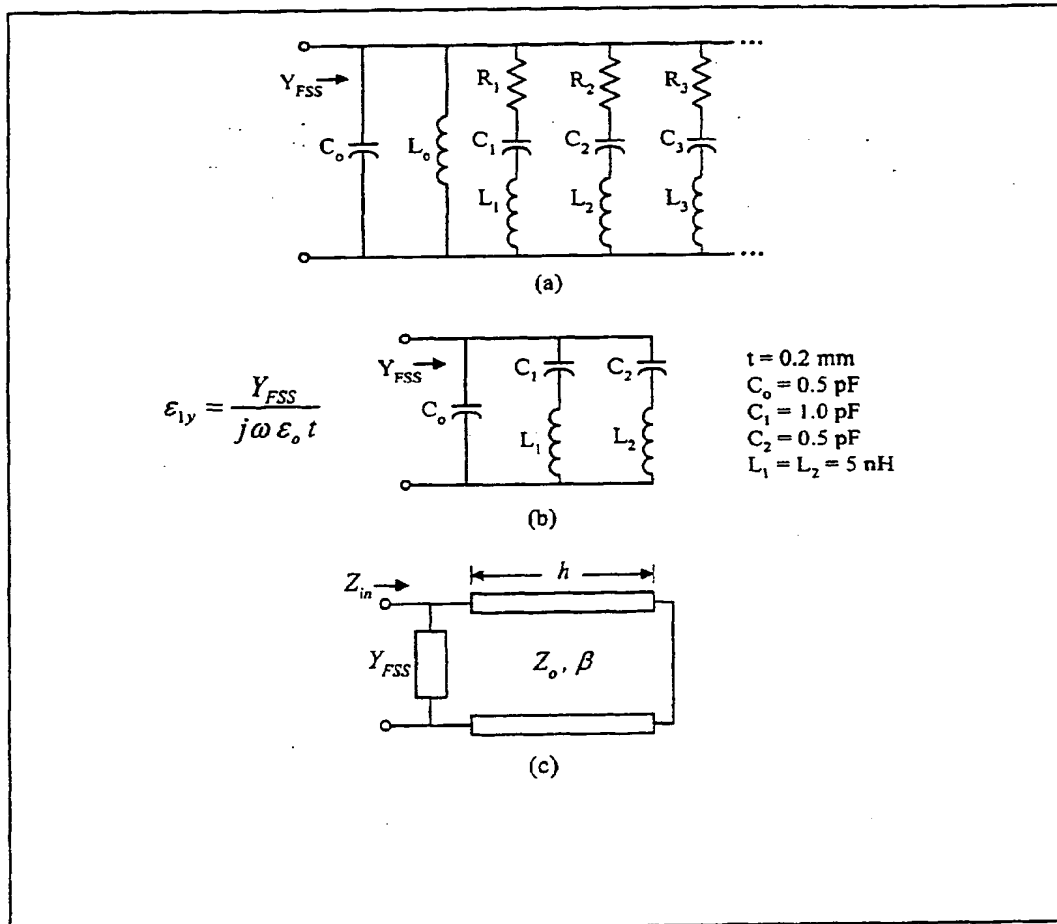 ...
Y_FSS
R_1 R_2 R_3
C_o L_o C_1 C_2 C_3
L_1 L_2 L_3
...
(a)
Y_FSS C_1 C_2
C_o
L_1 L_2
(b)
ε_{1y} = Y_FSS / (j ω ε_o t)
t = 0.2 mm
C_o = 0.5 pF
C_1 = 1.0 pF
C_2 = 0.5 pF
L_1 = L_2 = 5 nH
h
Z_in
Y_FSS Z_o, β
(c)